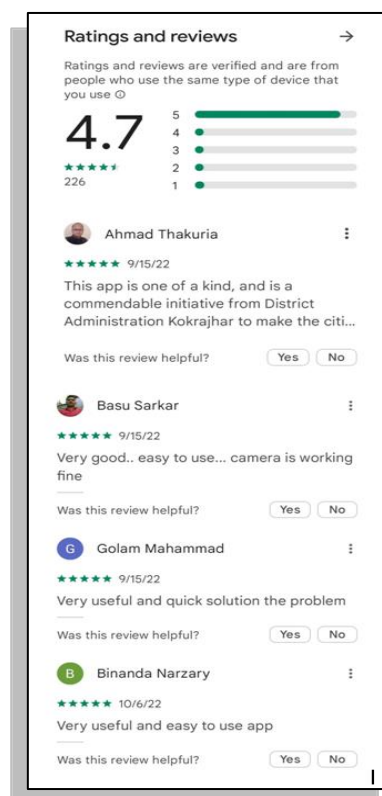 Ratings and reviews
Ratings and reviews are verified and are from
people who use the same type of device that
you use
4.7
5
4
3
2
1
226
Ahmad Thakuria
9/15/22
This app is one of a kind, and is a
commendable initiative from District
Administration Kokrajhar to make the citi...
Was this review helpful? Yes No
Basu Sarkar
9/15/22
Very good.. easy to use... camera is working
fine
Was this review helpful? Yes No
G Golam Mahammad
9/15/22
Very useful and quick solution the problem
Was this review helpful? Yes No
B Binanda Narzary
10/6/22
Very useful and easy to use app
Was this review helpful? Yes No